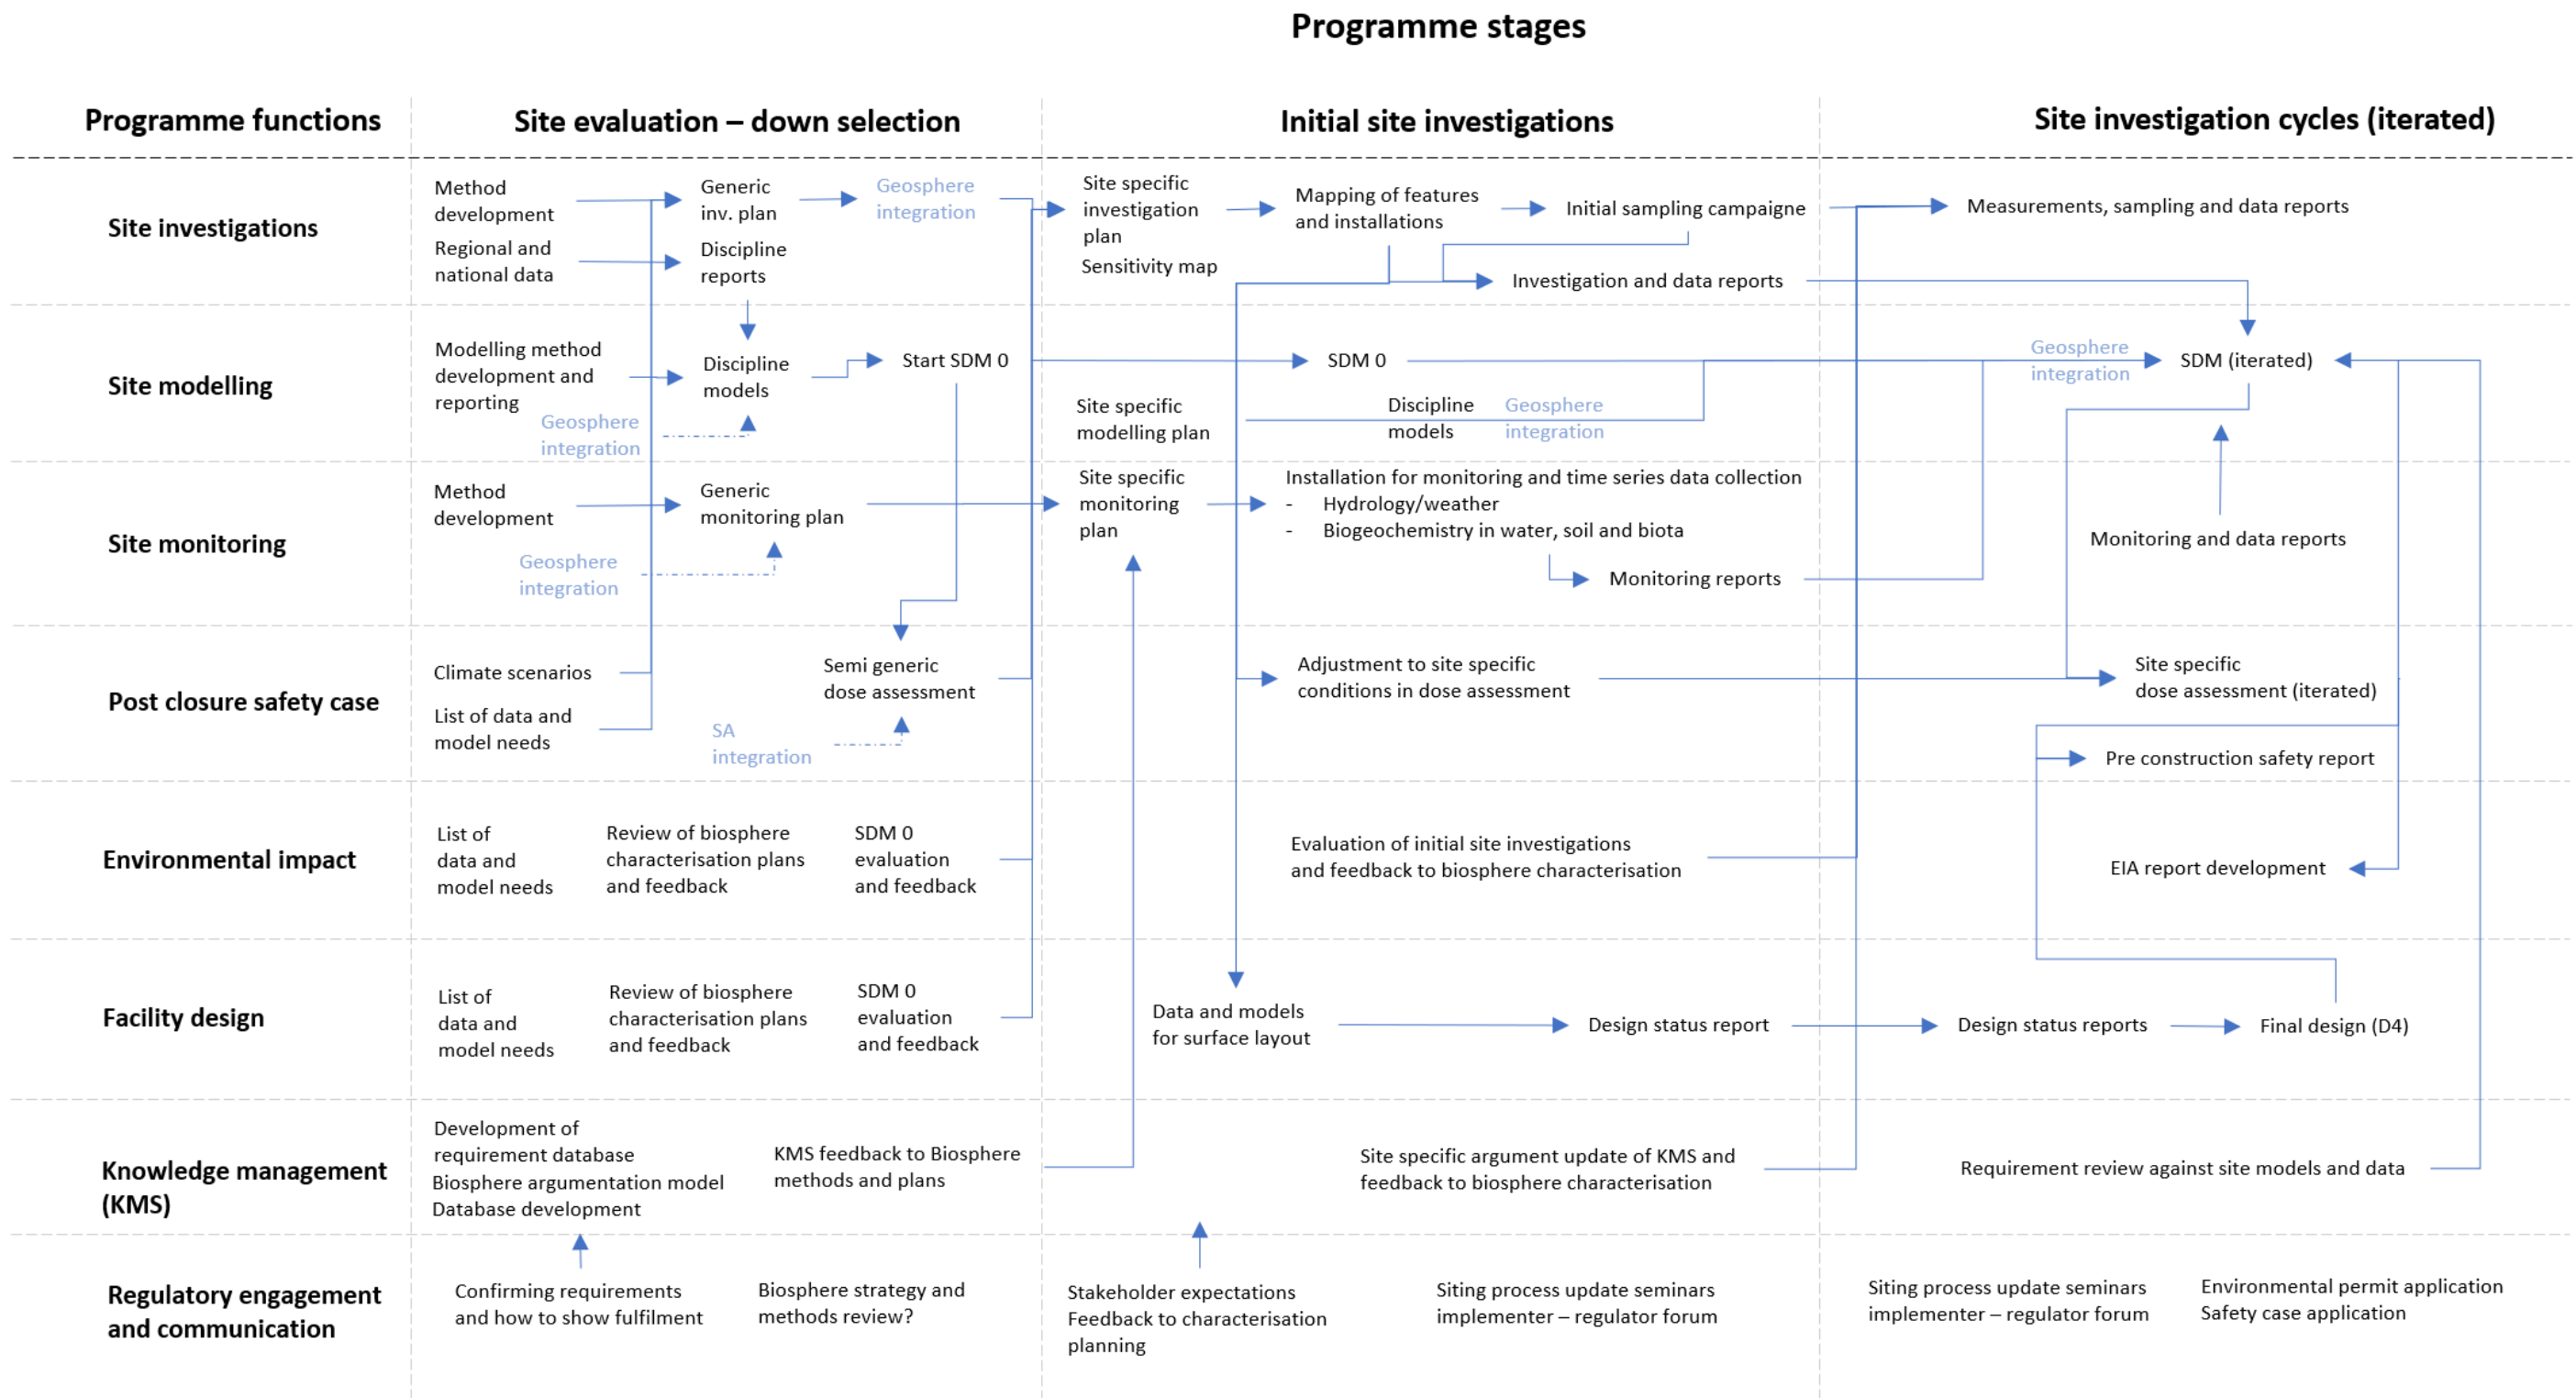 Programme stages
Programme functions
Site evaluation – down selection
Initial site investigations
Site investigation cycles (iterated)
Site investigations
Method
development
Generic
inv. plan
Geosphere
integration
Regional and
national data
Discipline
reports
Site specific
investigation
plan
Sensitivity map
Mapping of features
and installations
Initial sampling campaigne
Investigation and data reports
Measurements, sampling and data reports
Site modelling
Modelling method
development and
reporting
Geosphere
integration
Discipline
models
Start SDM 0
SDM 0
Site specific
modelling plan
Discipline
models
Geosphere
integration
Geosphere
integration
SDM (iterated)
Site monitoring
Method
development
Generic
monitoring plan
Geosphere
integration
Site specific
monitoring
plan
Installation for monitoring and time series data collection
- Hydrology/weather
- Biogeochemistry in water, soil and biota
Monitoring reports
Monitoring and data reports
Post closure safety case
Climate scenarios
List of data and
model needs
Semi generic
dose assessment
SA
integration
Adjustment to site specific
conditions in dose assessment
Site specific
dose assessment (iterated)
Pre construction safety report
Environmental impact
List of
data and
model needs
Review of biosphere
characterisation plans
and feedback
SDM 0
evaluation
and feedback
Evaluation of initial site investigations
and feedback to biosphere characterisation
EIA report development
Facility design
List of
data and
model needs
Review of biosphere
characterisation plans
and feedback
SDM 0
evaluation
and feedback
Data and models
for surface layout
Design status report
Design status reports
Final design (D4)
Knowledge management
(KMS)
Development of
requirement database
Biosphere argumentation model
Database development
KMS feedback to Biosphere
methods and plans
Site specific argument update of KMS and
feedback to biosphere characterisation
Requirement review against site models and data
Regulatory engagement
and communication
Confirming requirements
and how to show fulfilment
Biosphere strategy and
methods review?
Stakeholder expectations
Feedback to characterisation
planning
Siting process update seminars
implementer – regulator forum
Siting process update seminars
implementer – regulator forum
Environmental permit application
Safety case application